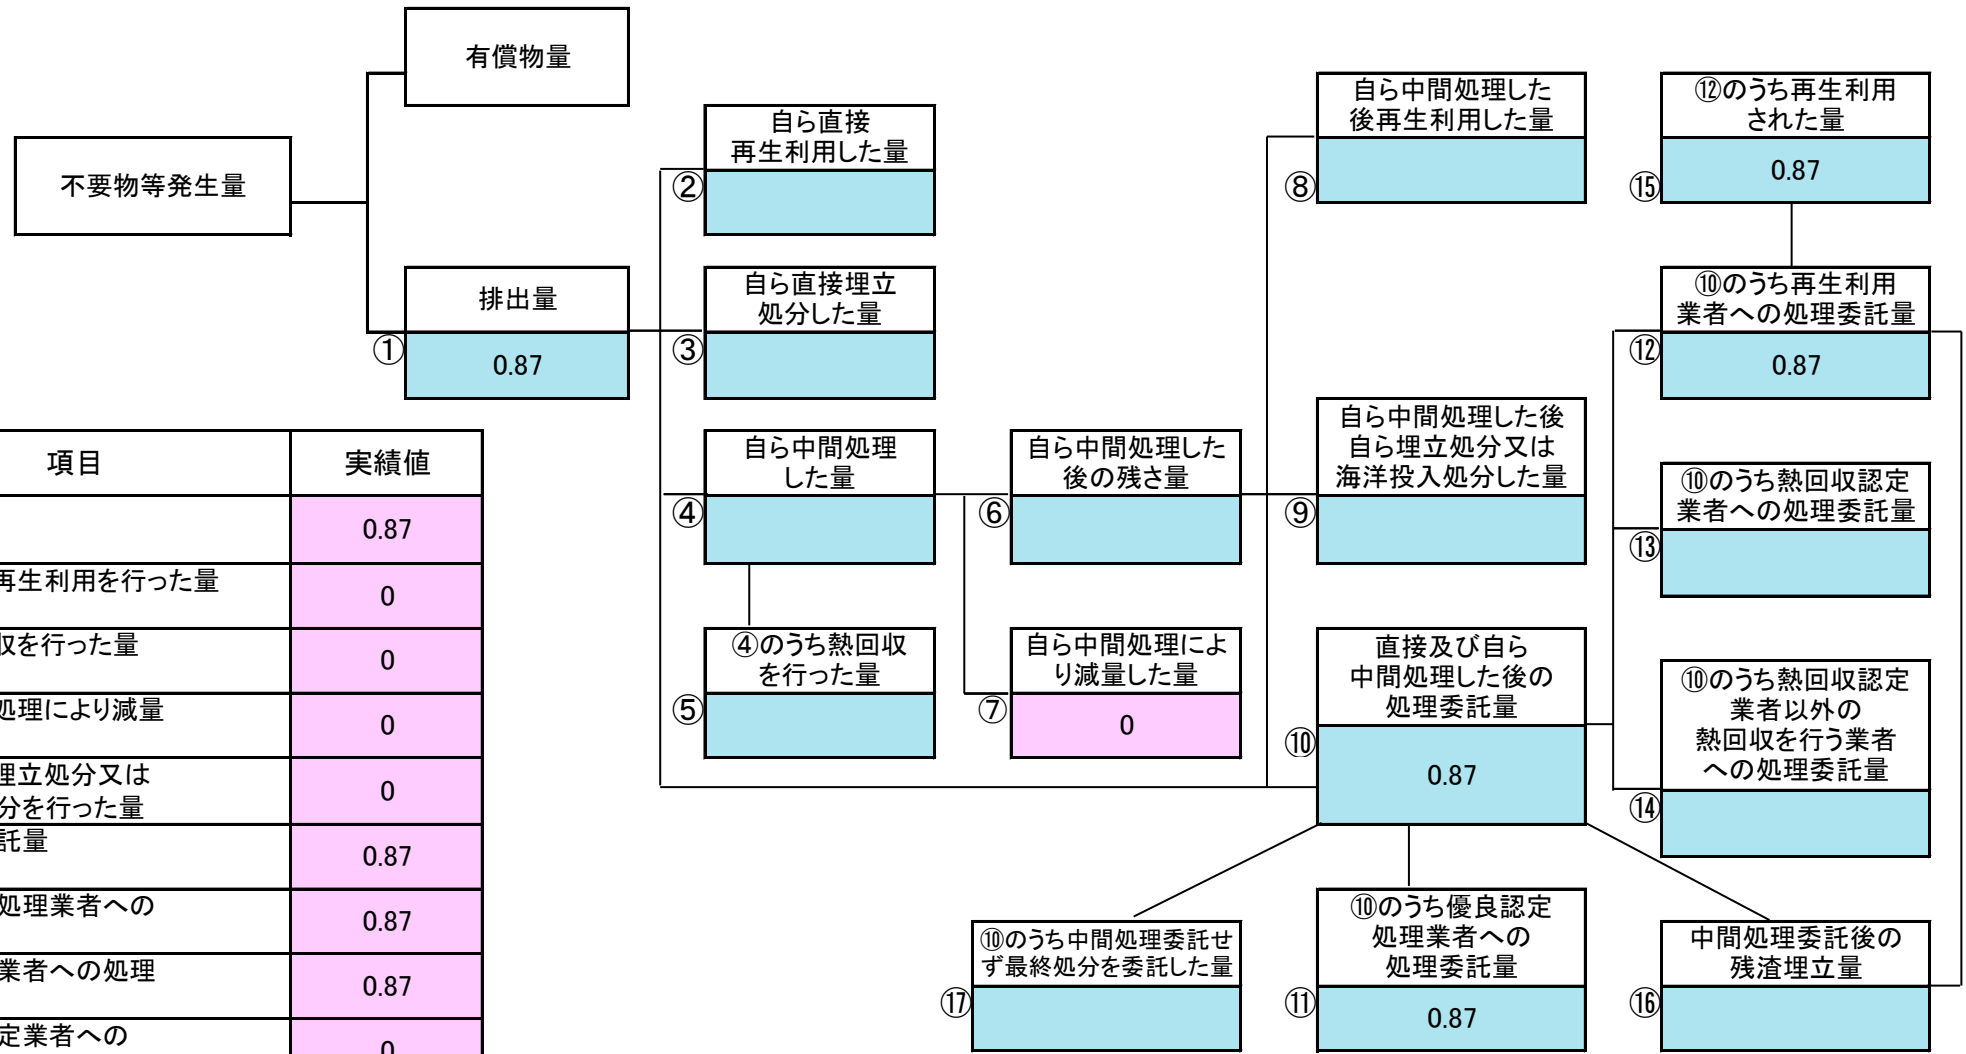 有償物量
不要物等発生量
排出量
①
0.87
自ら直接
再生利用した量
②
自ら直接埋立
処分した量
③
自ら中間処理
した量
④
④のうち熱回収
を行った量
⑤
自ら中間処理した
後の残さ量
⑥
自ら中間処理によ
り減量した量
⑦
0
自ら中間処理した
後再生利用した量
⑧
自ら中間処理した後
自ら埋立処分又は
海洋投入処分した量
⑨
直接及び自ら
中間処理した後の
処理委託量
⑩
0.87
⑫のうち再生利用
された量
⑮
0.87
⑩のうち再生利用
業者への処理委託量
⑫
0.87
⑩のうち熱回収認定
業者への処理委託量
⑬
⑩のうち熱回収認定
業者以外の
熱回収を行う業者
への処理委託量
⑭
⑩のうち中間処理委託せ
ず最終処分を委託した量
⑰
⑩のうち優良認定
処理業者への
処理委託量
⑪
0.87
中間処理委託後の
残渣埋立量
⑯
項目 実績値
0.87
再生利用を行った量 0
収を行った量 0
処理により減量 0
埋立処分又は
分を行った量 0
託量 0.87
処理業者への 0.87
業者への処理 0.87
定業者への 0